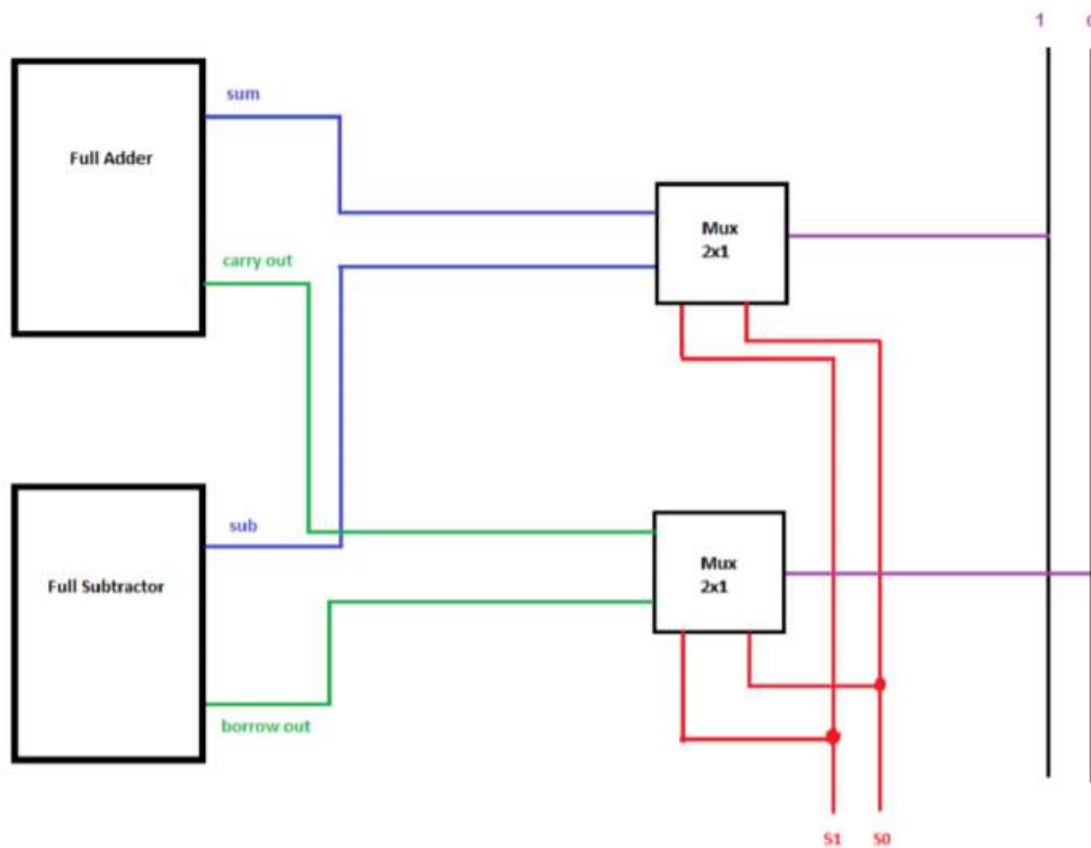 1
sum
Full Adder
Mux
2x1
carry out
sub
Mux
2x1
Full Subtractor
borrow out
S1 S0